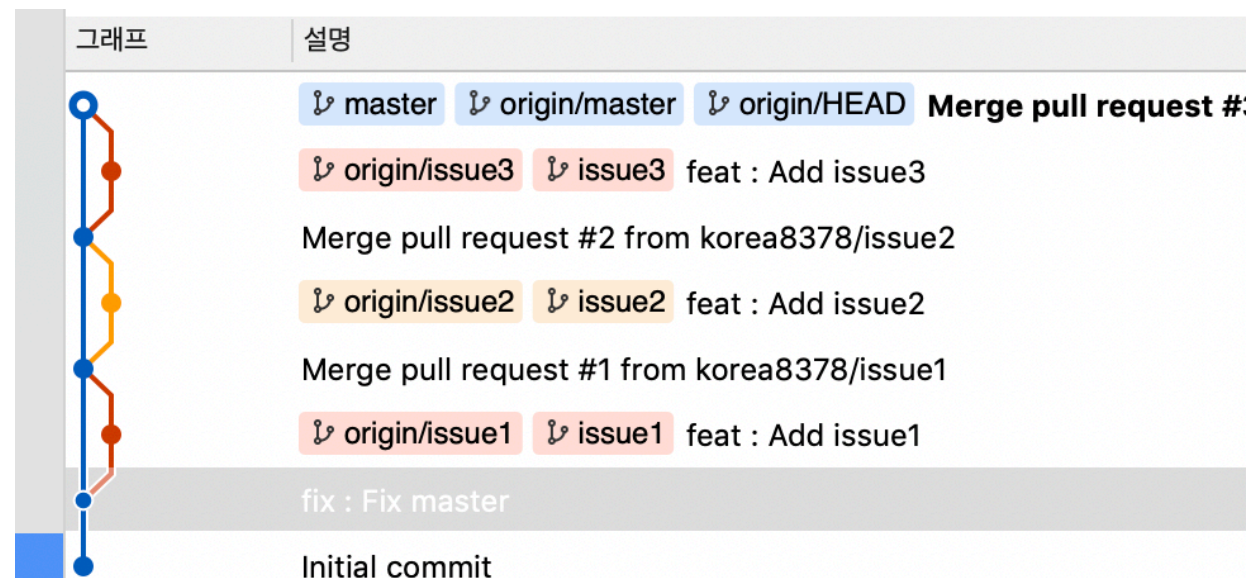 그래프 설명
master origin/master origin/HEAD Merge pull request
origin/issue3 issue3 feat : Add issue3
Merge pull request #2 from korea8378/issue2
origin/issue2 issue2 feat : Add issue2
Merge pull request #1 from korea8378/issue1
origin/issue1 issue1 feat : Add issue1
fix : Fix master
Initial commit